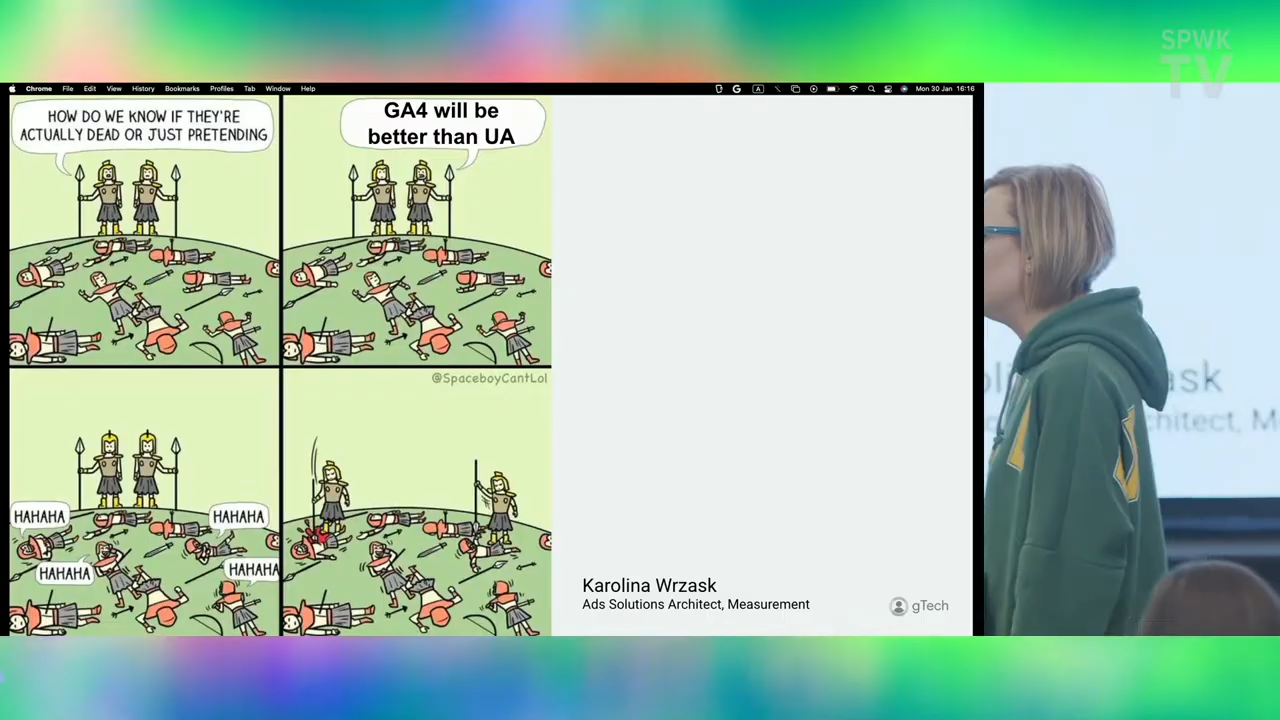 SPWK
TV
Chrome File Edit View History Bookmarks Profiles Tab Window Help
Mon 30 Jan 16:16
HOW DO WE KNOW IF THEY'RE
ACTUALLY DEAD OR JUST PRETENDING
GA4 will be
better than UA
@SpaceboyCantLol
HAHAHA
HAHAHA
HAHAHA
HAHAHA
Karolina Wrzask
Ads Solutions Architect, Measurement
gTech
ask
chitect, M